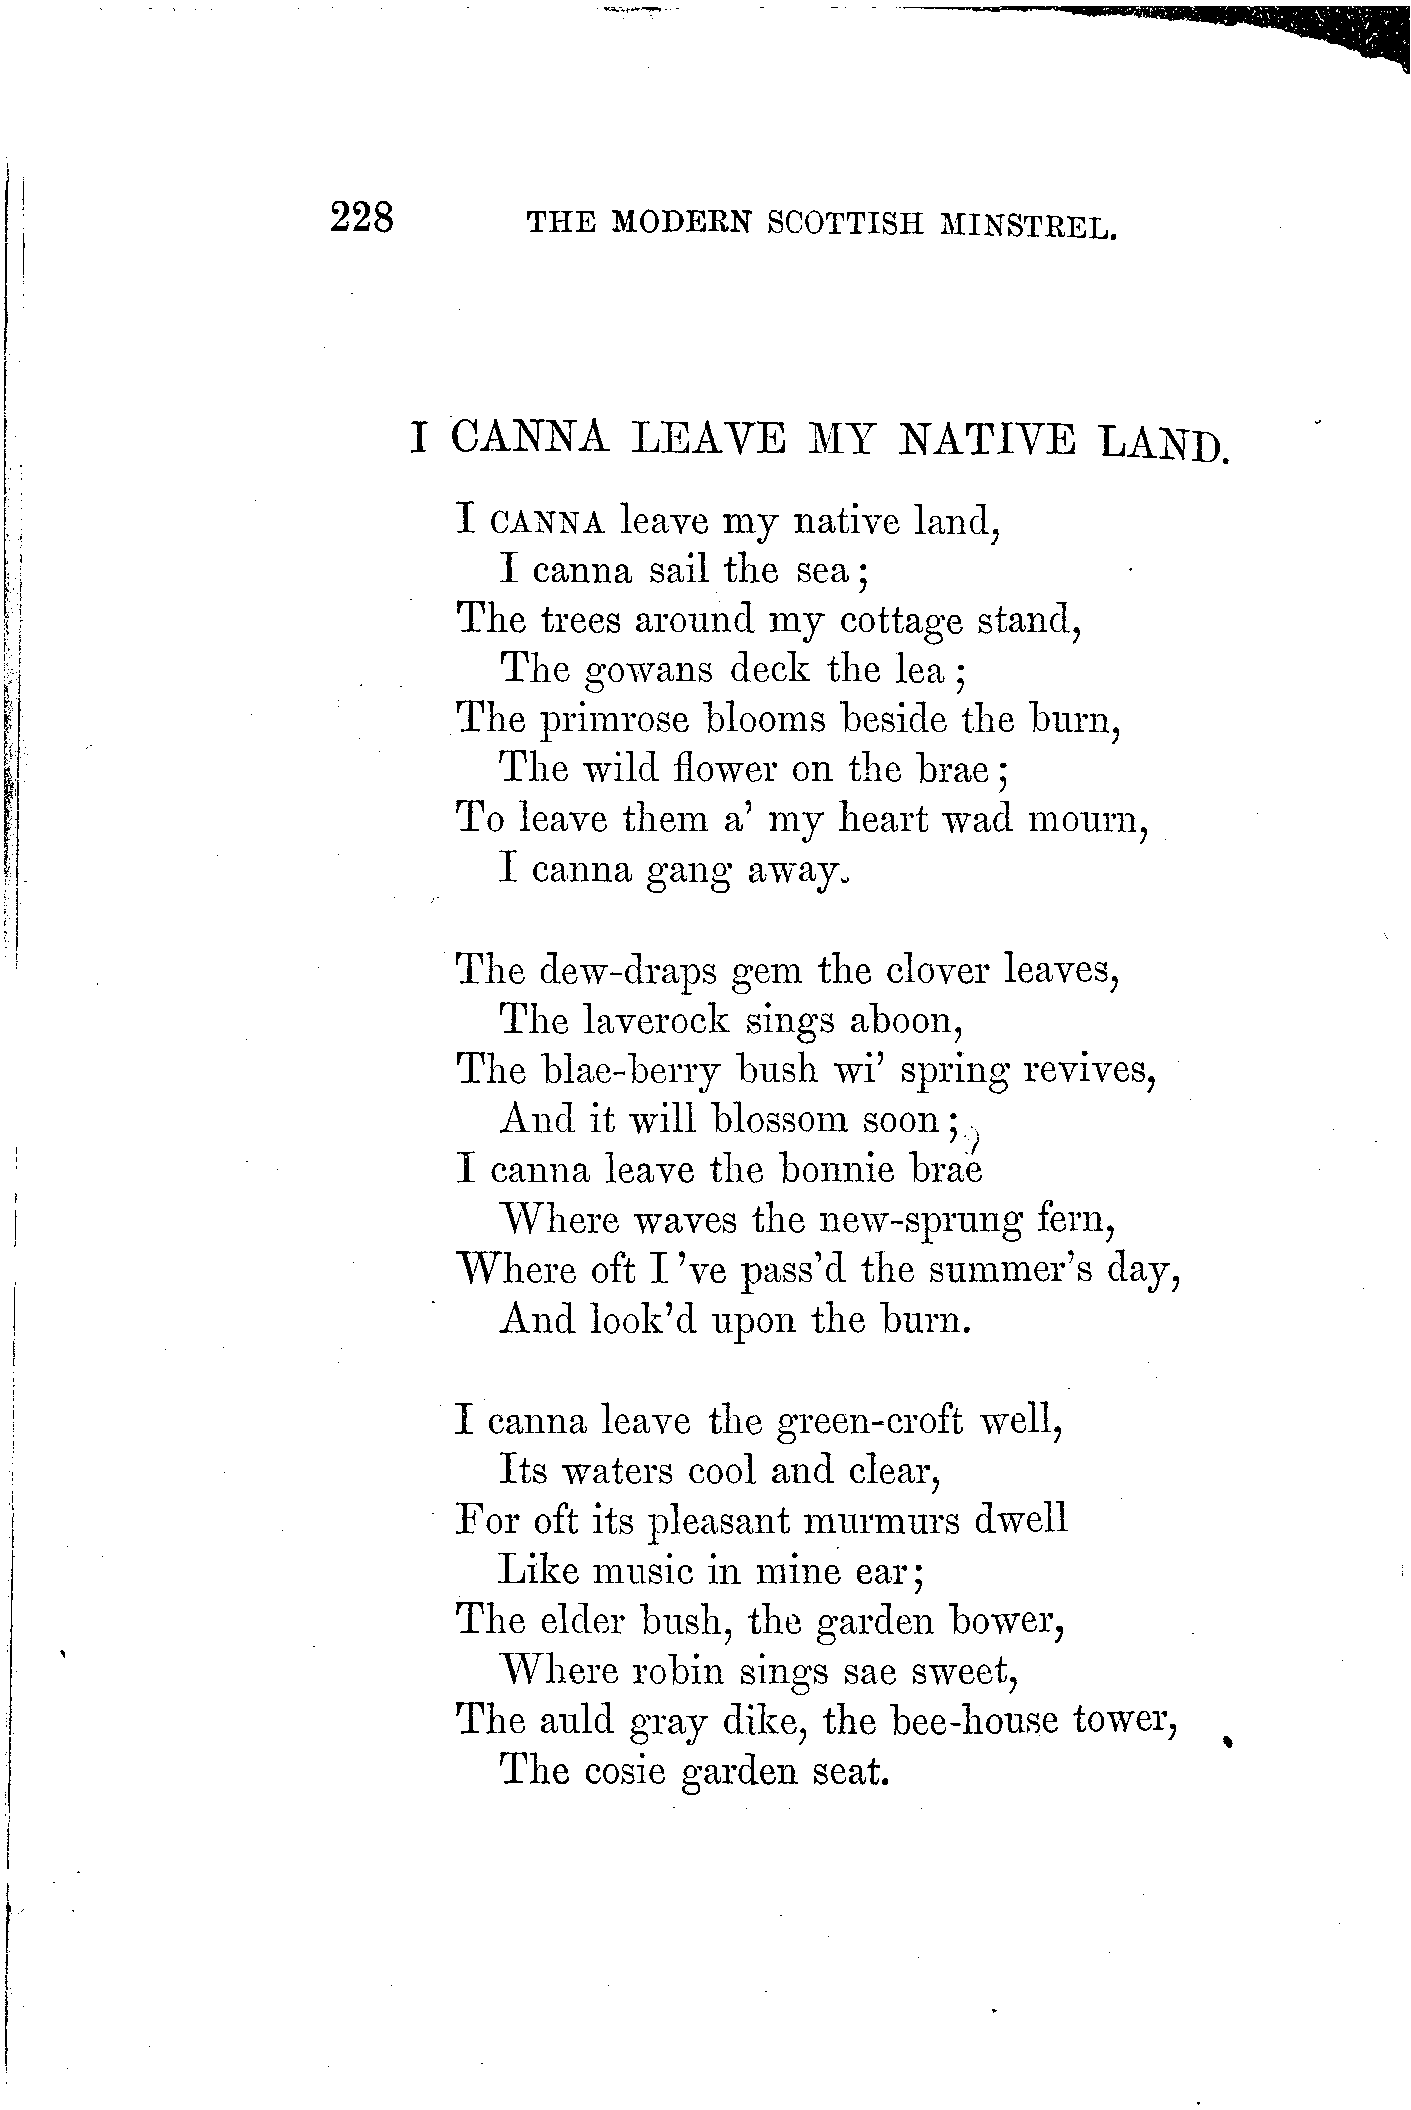 228 THE MODERN SCOTTISH MINSTREL.
I CANNA LEAVE MY NATIVE LAND.
I CANNA leave my native land,
I canna sail the sea;
The trees around my cottage stand,
The gowans deck the lea;
The primrose blooms beside the burn,
The wild flower on the brae;
To leave them a' my heart wad mourn,
I canna gang away.
The dew-draps gem the clover leaves,
The laverock sings aboon,
The blae-berry bush wi' spring revives,
And it will blossom soon;
I canna leave the bonnie brae
Where waves the new-sprung fern,
Where oft I 've pass'd the summer's day,
And look'd upon the burn.
I canna leave the green-croft well,
Its waters cool and clear,
For oft its pleasant murmurs dwell
Like music in mine ear;
The elder bush, the garden bower,
Where robin sings sae sweet,
The auld gray dike, the bee-house tower,
The cosie garden seat.